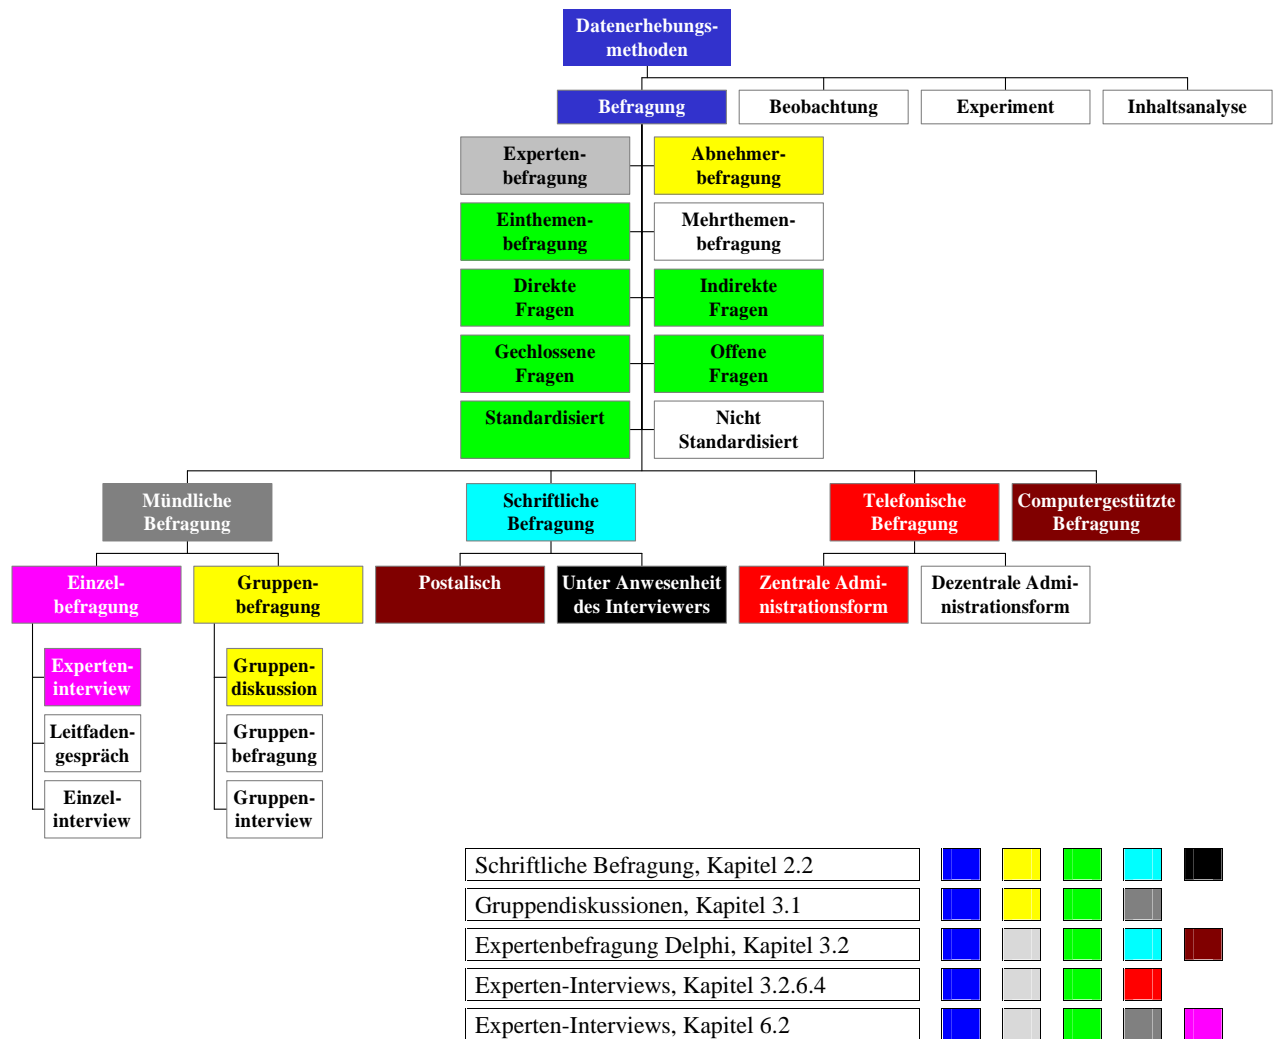 Datenerhebungs-
methoden
Befragung
Beobachtung
Experiment
Inhaltsanalyse
Experten-
befragung
Abnehmer-
befragung
Einthemen-
befragung
Mehrthemen-
befragung
Direkte
Fragen
Indirekte
Fragen
Gechlossene
Fragen
Offene
Fragen
Standardisiert
Nicht
Standardisiert
Mündliche
Befragung
Schriftliche
Befragung
Telefonische
Befragung
Computergestützte
Befragung
Einzel-
befragung
Gruppen-
befragung
Postalisch
Unter Anwesenheit
des Interviewers
Zentrale Admi-
nistrationsform
Dezentrale Admi-
nistrationsform
Experten-
interview
Gruppen-
diskussion
Leitfaden-
gespräch
Gruppen-
befragung
Einzel-
interview
Gruppen-
interview
Schriftliche Befragung, Kapitel 2.2
Gruppendiskussionen, Kapitel 3.1
Expertenbefragung Delphi, Kapitel 3.2
Experten-Interviews, Kapitel 3.2.6.4
Experten-Interviews, Kapitel 6.2